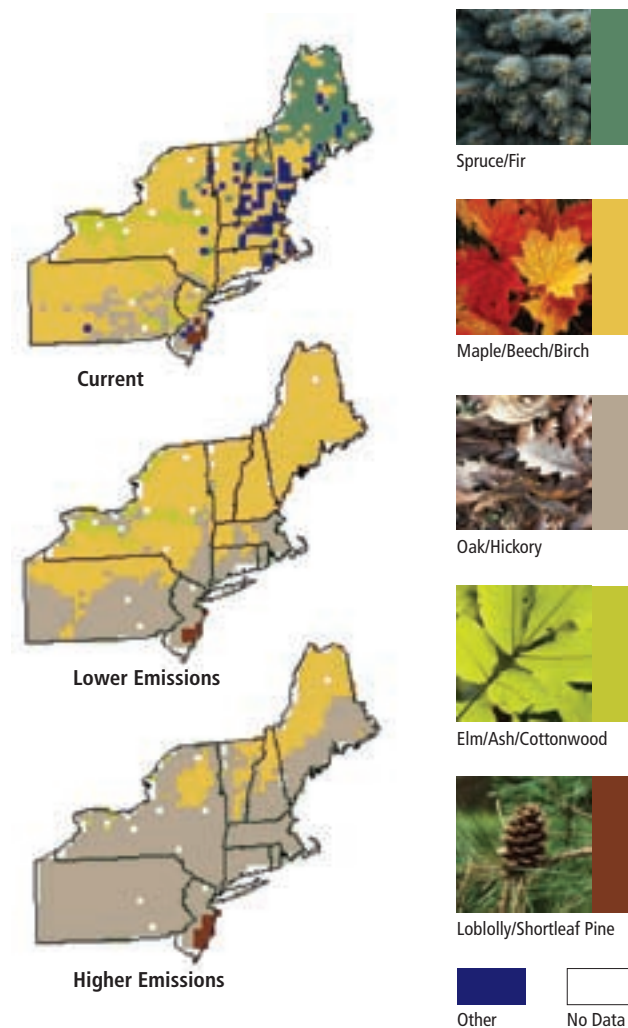 Current
Lower Emissions
Higher Emissions
Spruce/Fir
Maple/Beech/Birch
Oak/Hickory
Elm/Ash/Cottonwood
Loblolly/Shortleaf Pine
Other
No Data